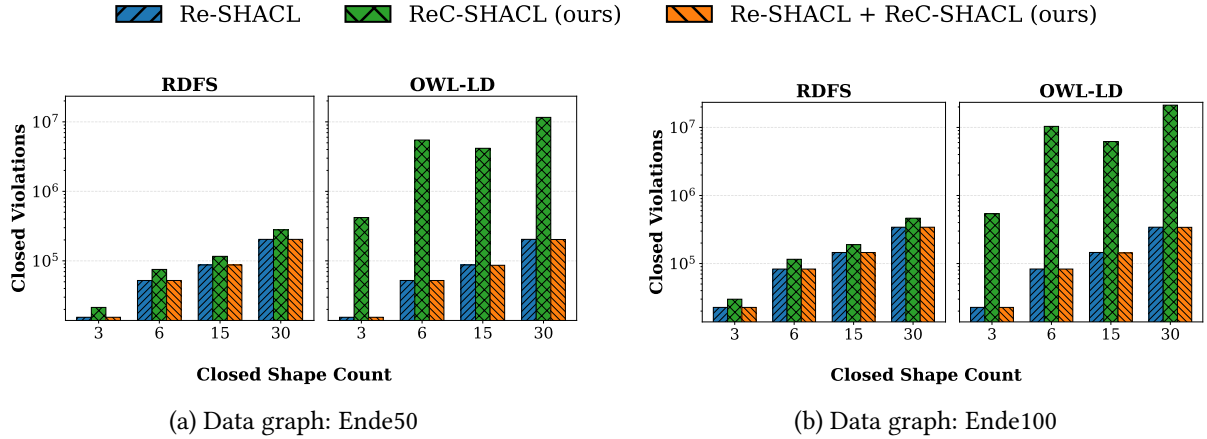 Re-SHACL ReC-SHACL (ours) Re-SHACL + ReC-SHACL (ours)
RDFS OWL-LD
Closed Violations
10⁷
10⁶
10⁵
3 6 15 30 3 6 15 30
Closed Shape Count
(a) Data graph: Ende50
RDFS OWL-LD
Closed Violations
10⁷
10⁶
10⁵
3 6 15 30 3 6 15 30
Closed Shape Count
(b) Data graph: Ende100